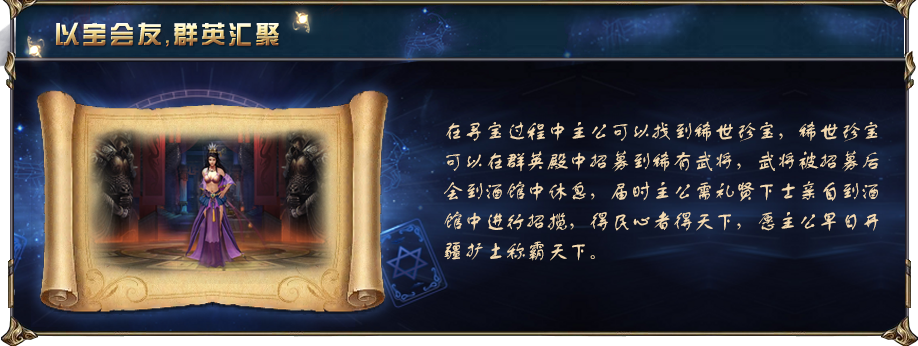 以宝会友,群英汇聚
在寻宝过程中主公可以找到稀世珍宝，稀世珍宝
可以在群英殿中招募到稀有武将，武将被招募后
会到酒馆中休息，届时主公需礼贤下士亲自到酒
馆中进行招揽，得民心者得天下，愿主公早日开
疆扩土称霸天下。